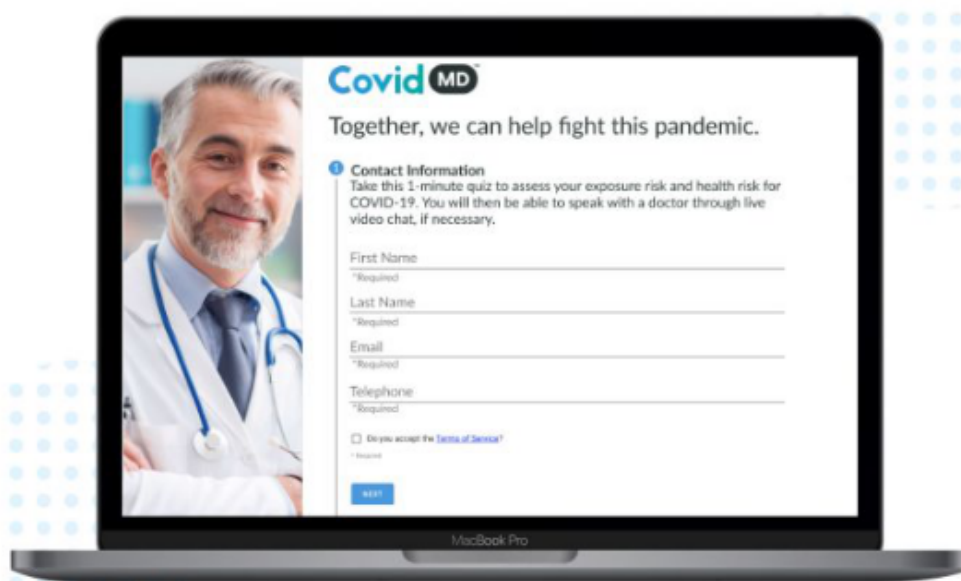 Covid MD™
Together, we can help fight this pandemic.
1 Contact Information
Take this 1-minute quiz to assess your exposure risk and health risk for
COVID-19. You will then be able to speak with a doctor through live
video chat, if necessary.
First Name
*Required
Last Name
*Required
Email
*Required
Telephone
*Required
Do you accept the Terms of Service?
* Required
NEXT
MacBook Pro